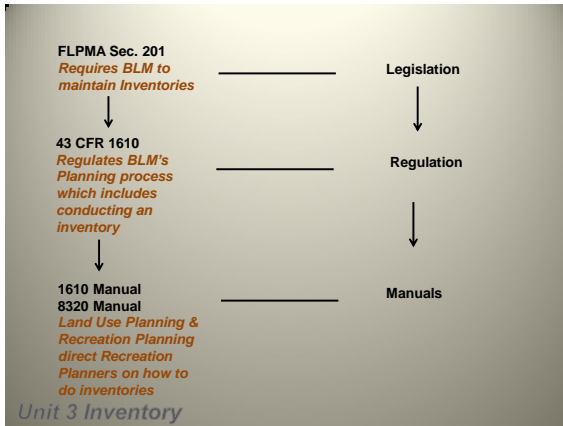 FLPMA Sec. 201
Requires BLM to
maintain Inventories
Legislation
43 CFR 1610
Regulates BLM's
Planning process
which includes
conducting an
inventory
Regulation
1610 Manual
8320 Manual
Land Use Planning &
Recreation Planning
direct Recreation
Planners on how to
do inventories
Manuals
Unit 3 Inventory